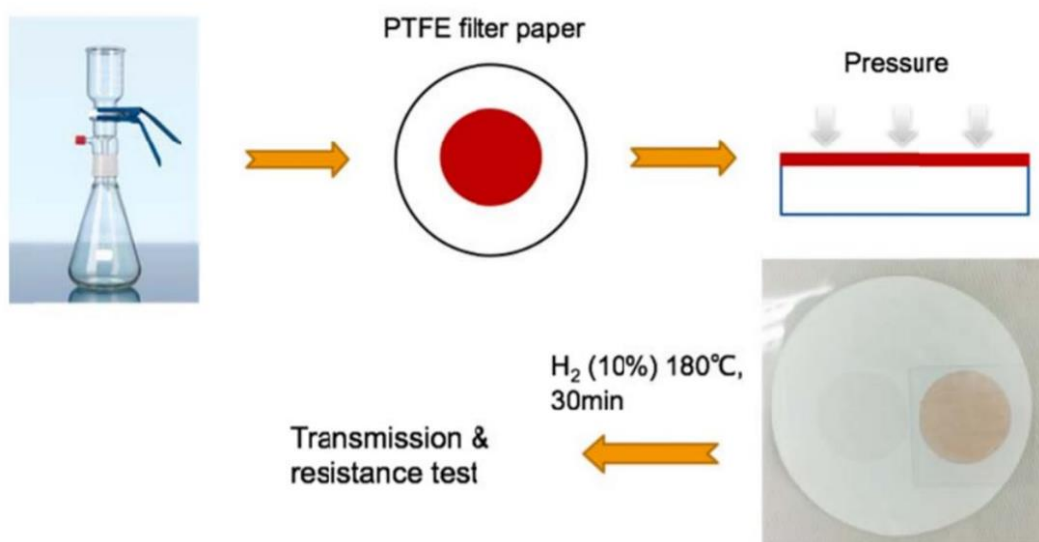 PTFE filter paper
Pressure
H₂ (10%) 180℃,
30min
Transmission &
resistance test